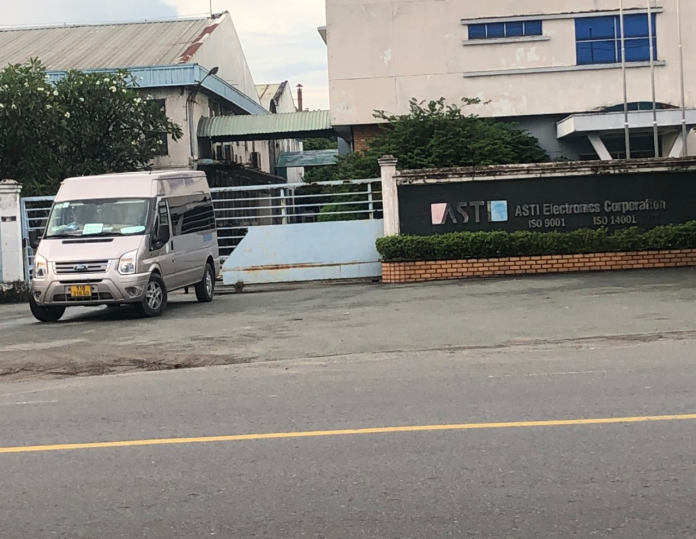 ASTI ASTI Electronics Corporation
ISO 9001 ISO 14001